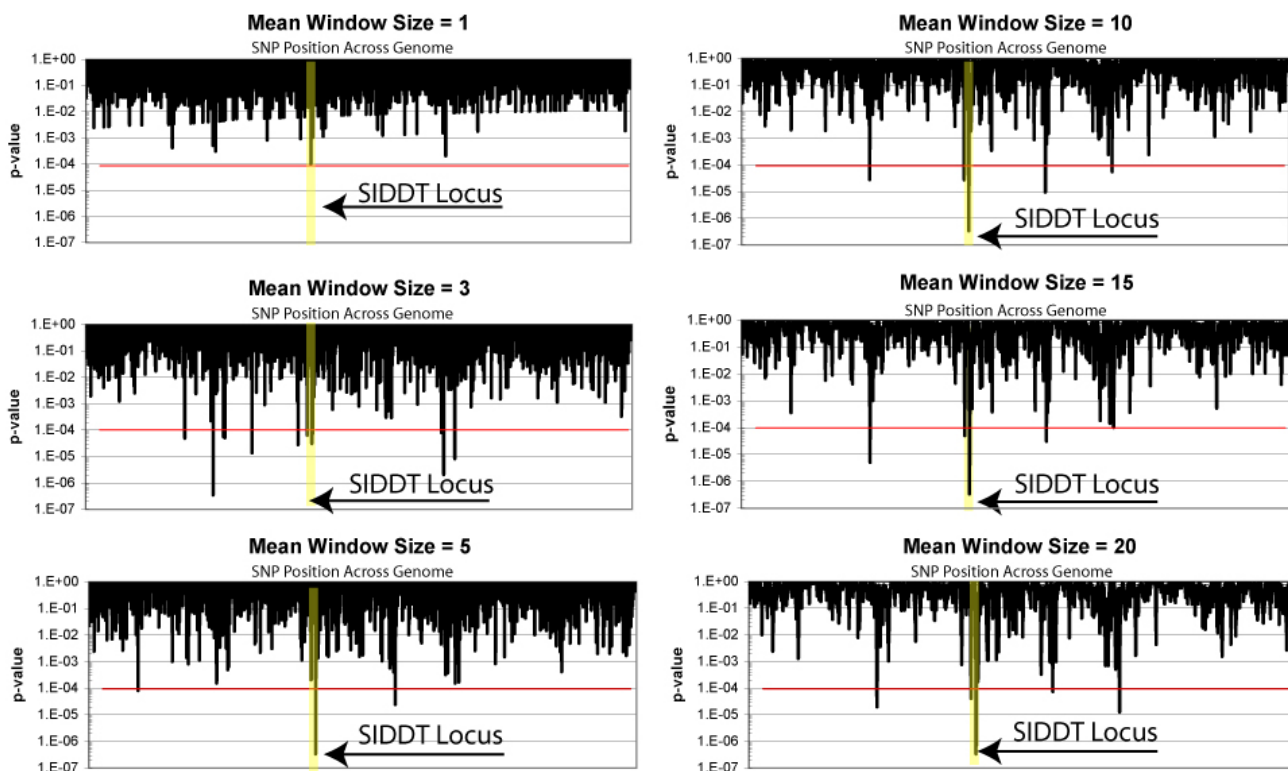 Mean Window Size = 1
SNP Position Across Genome
1.E+00
1.E-01
1.E-02
1.E-03
1.E-04
1.E-05
1.E-06
1.E-07
p-value
SIDDT Locus
Mean Window Size = 3
SNP Position Across Genome
1.E+00
1.E-01
1.E-02
1.E-03
1.E-04
1.E-05
1.E-06
1.E-07
p-value
SIDDT Locus
Mean Window Size = 5
SNP Position Across Genome
1.E+00
1.E-01
1.E-02
1.E-03
1.E-04
1.E-05
1.E-06
1.E-07
p-value
SIDDT Locus
Mean Window Size = 10
SNP Position Across Genome
1.E+00
1.E-01
1.E-02
1.E-03
1.E-04
1.E-05
1.E-06
1.E-07
p-value
SIDDT Locus
Mean Window Size = 15
SNP Position Across Genome
1.E+00
1.E-01
1.E-02
1.E-03
1.E-04
1.E-05
1.E-06
1.E-07
p-value
SIDDT Locus
Mean Window Size = 20
SNP Position Across Genome
1.E+00
1.E-01
1.E-02
1.E-03
1.E-04
1.E-05
1.E-06
1.E-07
p-value
SIDDT Locus